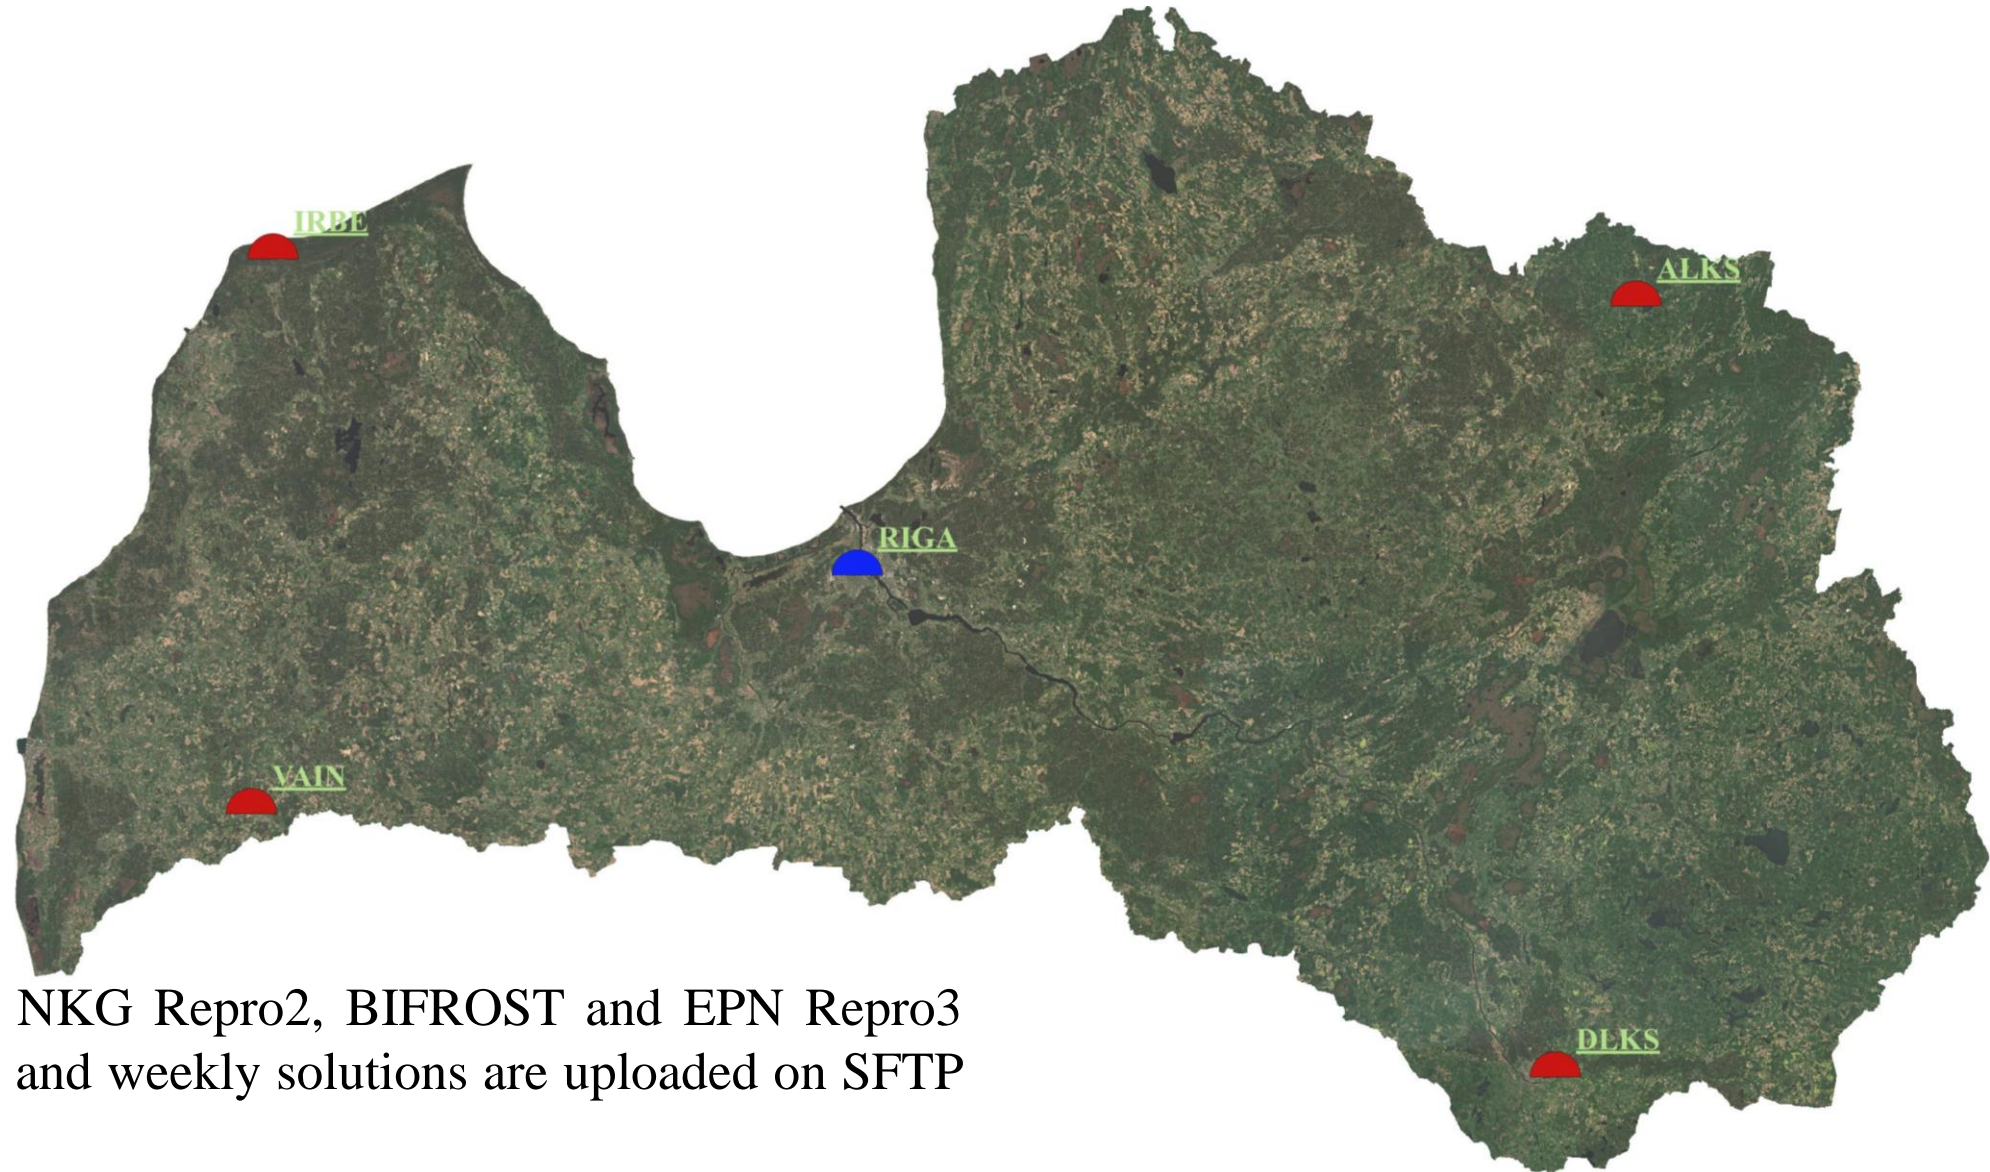 IRBE
ALKS
RIGA
VAIN
DLKS
NKG Repro2, BIFROST and EPN Repro3
and weekly solutions are uploaded on SFTP